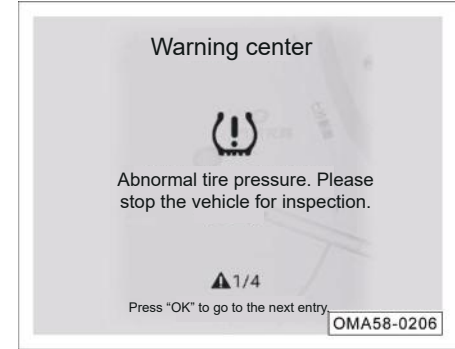 Warning center
Abnormal tire pressure. Please
stop the vehicle for inspection.
1/4
Press “OK” to go to the next entry.
OMA58-0206